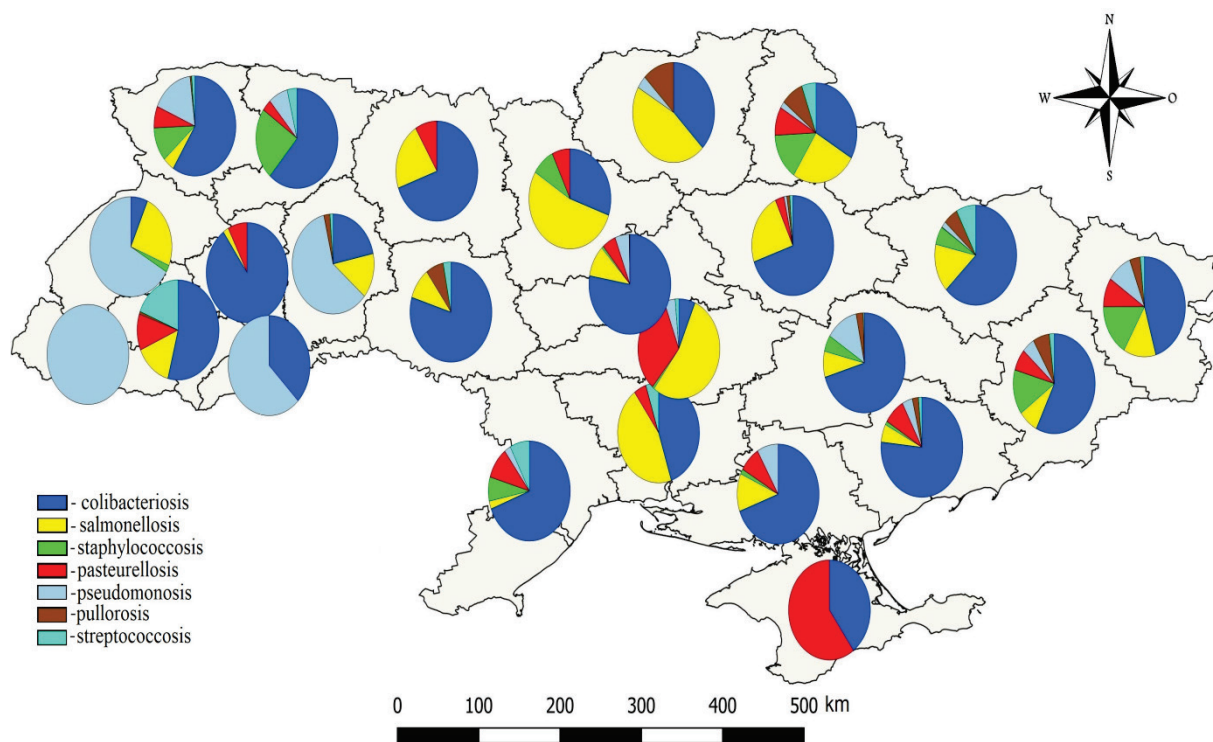 N
W
O
S
- colibacteriosis
- salmonellosis
- staphylococcosis
- pasteurellosis
- pseudomonosis
- pullorosis
- streptococcosis
0 100 200 300 400 500 km